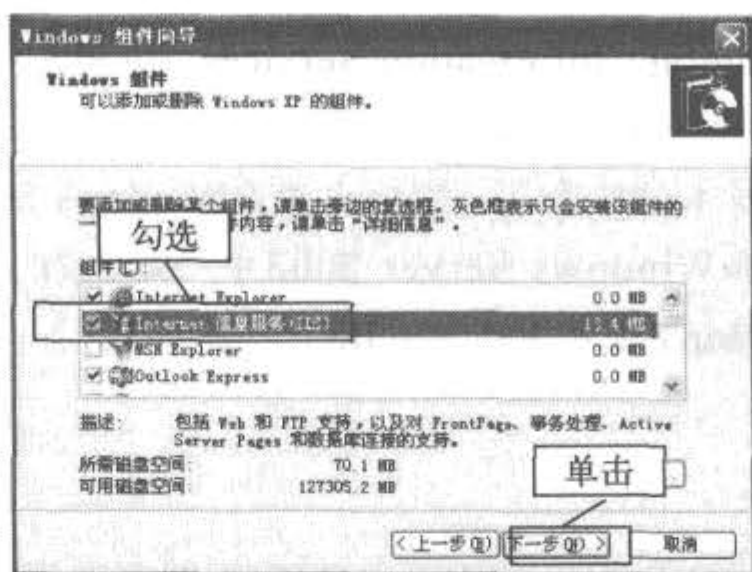 Windows 组件向导
Windows 组件
可以添加或删除 Windows XP 的组件。
要添加或删除某个组件，请单击旁边的复选框。灰色框表示只会安装该组件的
内容，请单击“详细信息”。
勾选
组件(C):
Internet Explorer 0.0 MB
Internet 信息服务(IIS) 13.4 MB
MSN Explorer 0.0 MB
Outlook Express 0.0 MB
描述: 包括 Web 和 FTP 支持，以及对 FrontPage、事务处理、Active
Server Pages 和数据库连接的支持。
所需磁盘空间: 70.1 MB
可用磁盘空间: 127305.2 MB
单击
<上一步(B) 下一步(N)> 取消